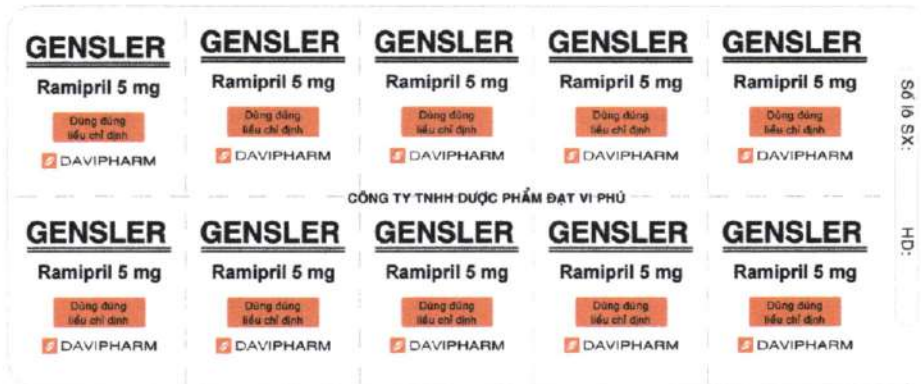 GENSLER GENSLER GENSLER GENSLER GENSLER
Ramipril 5 mg Ramipril 5 mg Ramipril 5 mg Ramipril 5 mg Ramipril 5 mg
Dùng đúng Dùng đúng Dùng đúng Dùng đúng Dùng đúng
liều chỉ định liều chỉ định liều chỉ định liều chỉ định liều chỉ định
DAVIPHARM DAVIPHARM DAVIPHARM DAVIPHARM DAVIPHARM
CÔNG TY TNHH DƯỢC PHẨM ĐẠT VI PHÚ
GENSLER GENSLER GENSLER GENSLER GENSLER
Ramipril 5 mg Ramipril 5 mg Ramipril 5 mg Ramipril 5 mg Ramipril 5 mg
Dùng đúng Dùng đúng Dùng đúng Dùng đúng Dùng đúng
liều chỉ định liều chỉ định liều chỉ định liều chỉ định liều chỉ định
DAVIPHARM DAVIPHARM DAVIPHARM DAVIPHARM DAVIPHARM
Số lô SX: HD: